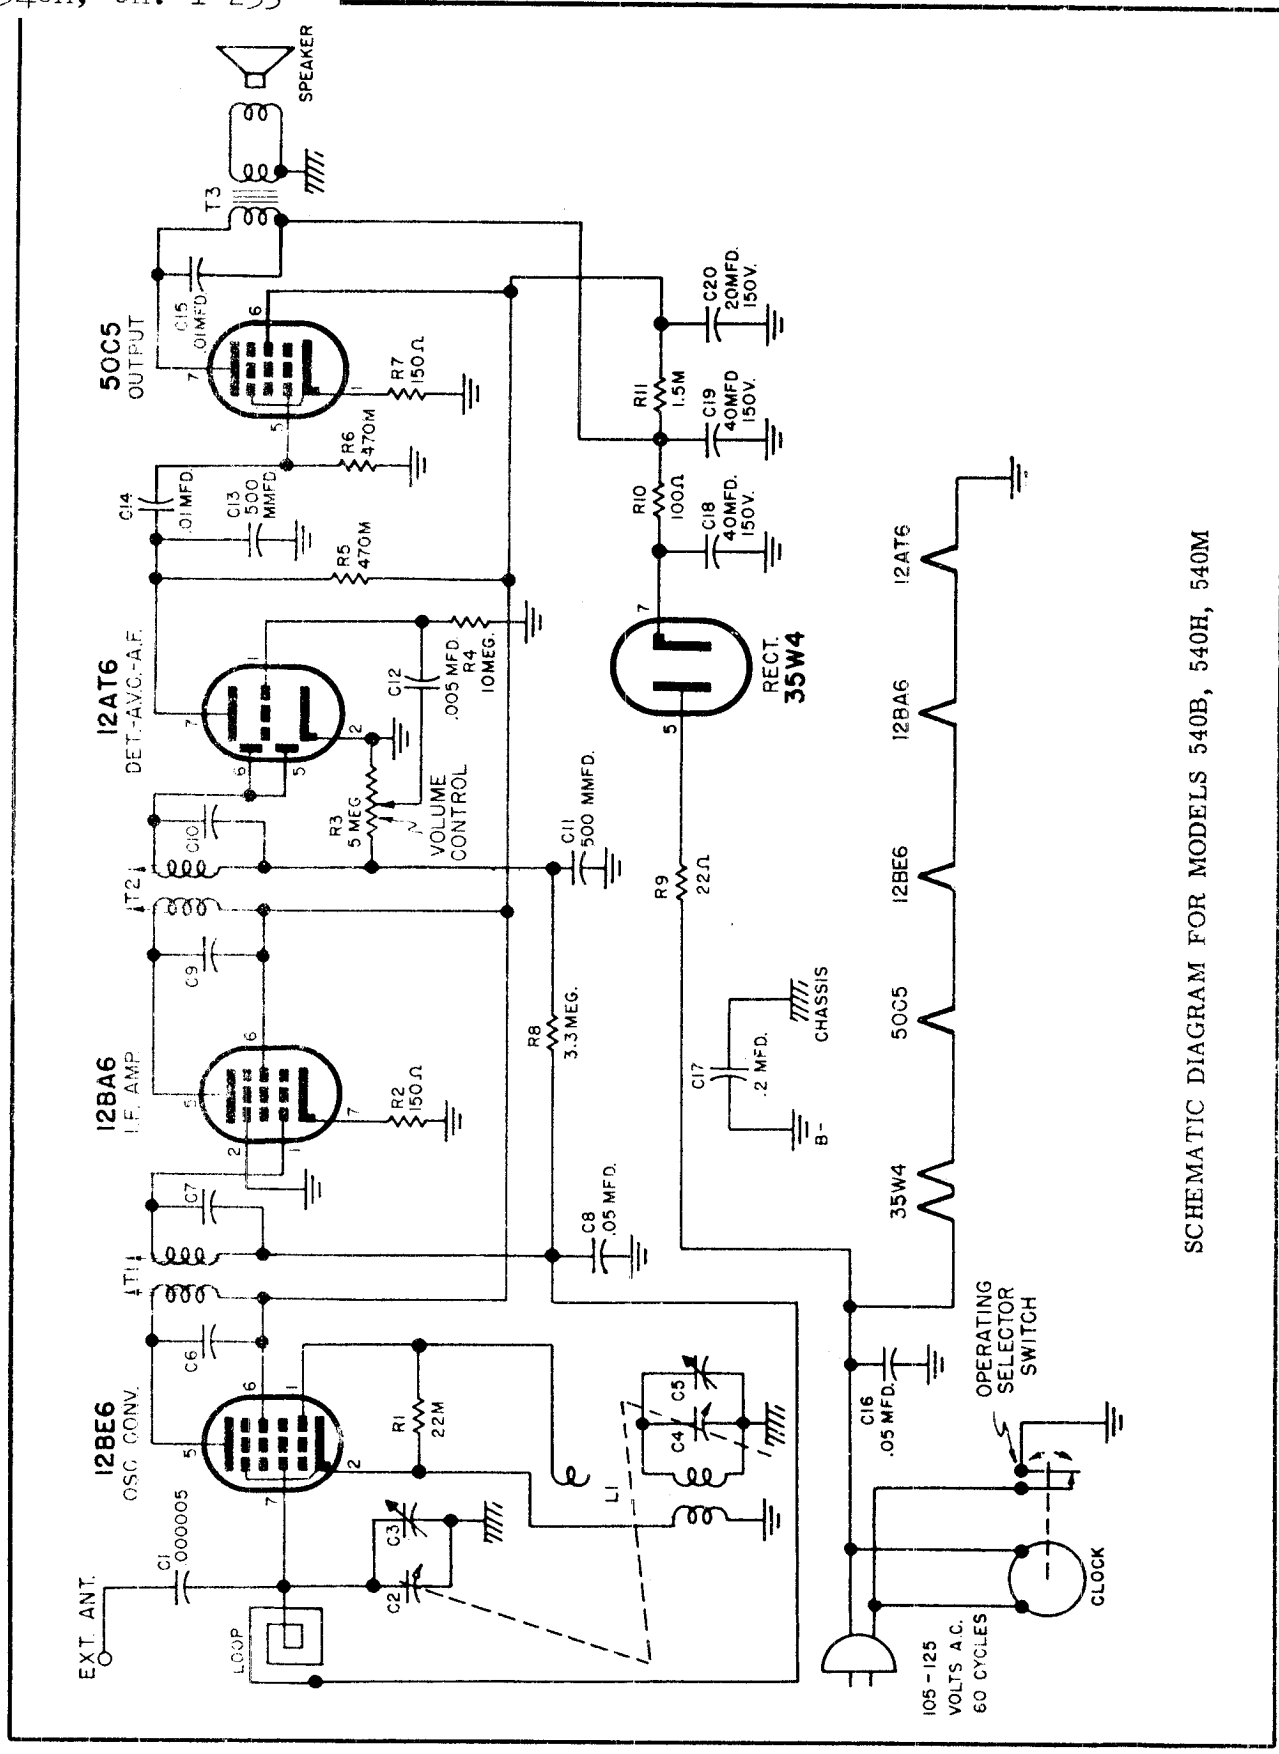 EXT. ANT.
C1
.000005
LOOP
12BE6
OSC. CONV.
5
6
7
1
2
C2
C3
R1
22M
L1
C4
C5
C6
T1
C7
12BA6
I.F. AMP
5
6
2
1
7
R2
150Ω
C8
.05 MFD.
R8
3.3 MEG.
C9
T2
C10
12AT6
DET.-A.V.C.-A.F.
7
6
5
1
2
R3
5 MEG
VOLUME
CONTROL
C11
500 MMFD.
C12
.005 MFD.
R4
10MEG.
R5
470M
C13
500
MMFD
C14
.01 MFD.
R6
470M
50C5
OUTPUT
7
6
5
1
R7
150Ω
C15
.01MFD.
T3
SPEAKER
C17
.2 MFD.
B-
CHASSIS
R9
22Ω
5
7
RECT.
35W4
C18
40MFD.
150V.
R10
100Ω
C19
40MFD
150V.
R11
1.5M
C20
20MFD.
150V.
105-125
VOLTS A.C.
60 CYCLES
CLOCK
OPERATING
SELECTOR
SWITCH
C16
.05 MFD.
35W4
50C5
12BE6
12BA6
12AT6
SCHEMATIC DIAGRAM FOR MODELS 540B, 540H, 540M